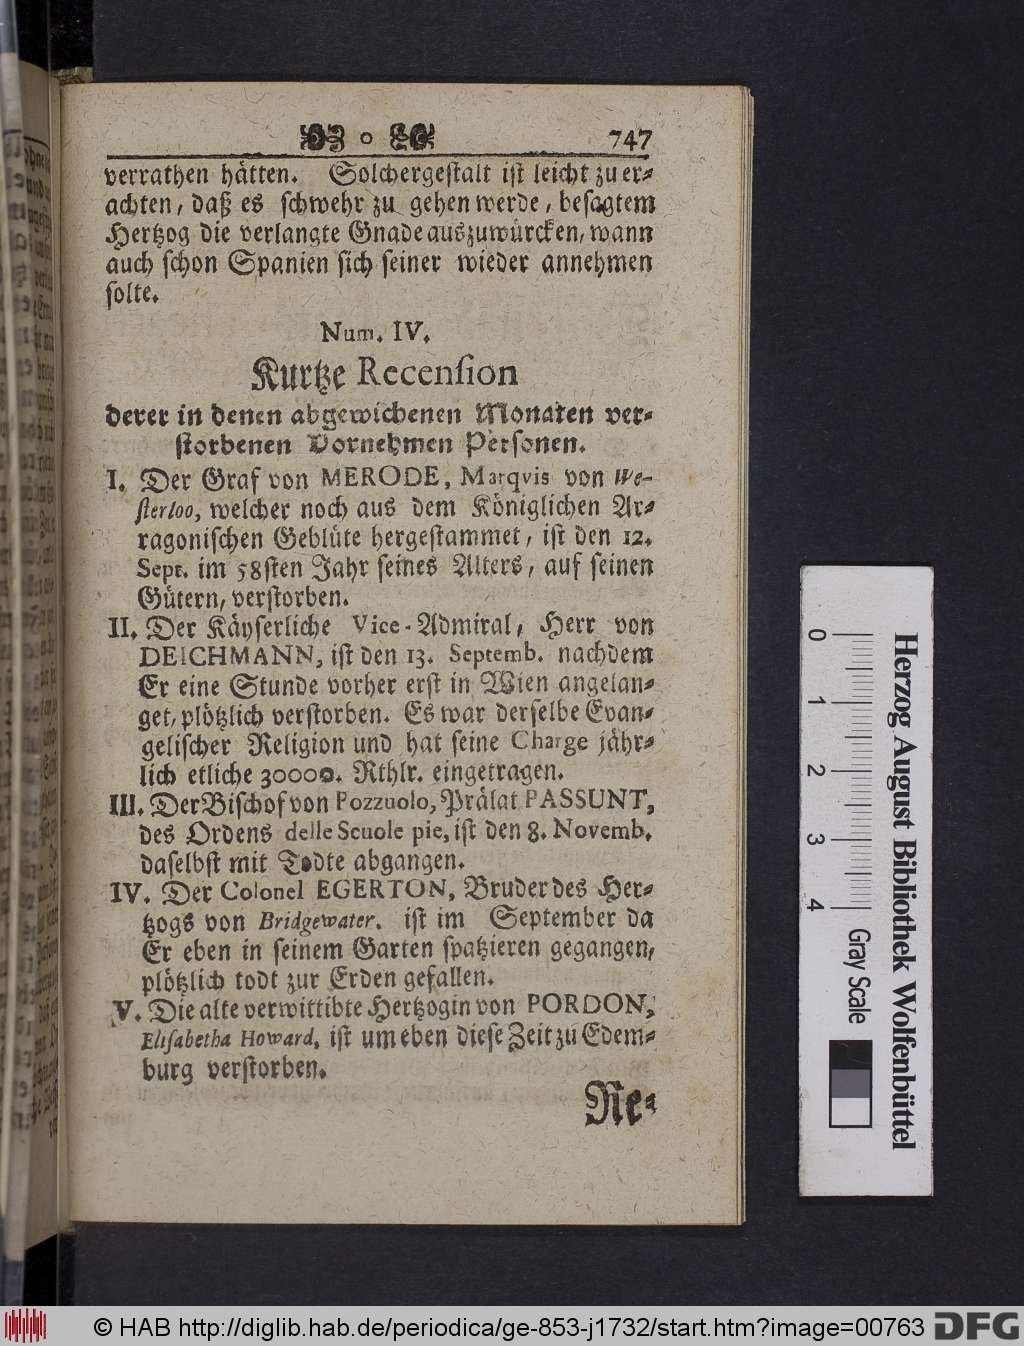 747
verrathen hätten. Solchergestalt ist leicht zu er-
achten, daß es schwehr zu gehen werde, besagtem
Hertzog die verlangte Gnade auszuwürcken, wann
auch schon Spanien sich seiner wieder annehmen
solte.
Num. IV.
Kurtze Recension
derer in denen abgewichenen Monaten ver-
storbenen Vornehmen Personen.
I. Der Graf von MERODE, Marqvis von We-
sterloo, welcher noch aus dem Königlichen Ar-
ragonischen Geblüte hergestammet, ist den 12.
Sept. im 58sten Jahr seines Alters, auf seinen
Gütern, verstorben.
II. Der Käyserliche Vice-Admiral, Herr von
DEICHMANN, ist den 13. Septemb. nachdem
Er eine Stunde vorher erst in Wien angelan-
get, plötzlich verstorben. Es war derselbe Evan-
gelischer Religion und hat seine Charge jähr-
lich etliche 30000. Rthlr. eingetragen.
III. Der Bischof von Pozzuolo, Prälat PASSUNT,
des Ordens delle Scuole pie, ist den 8. Novemb.
daselbst mit Todte abgangen.
IV. Der Colonel EGERTON, Bruder des Her-
tzogs von Bridgewater. ist im September da
Er eben in seinem Garten spatzieren gegangen,
plötzlich todt zur Erden gefallen.
V. Die alte verwittibte Hertzogin von PORDON,
Elisabetha Howard, ist um eben diese Zeit zu Edem-
burg verstorben.
Re-
0 1 2 3 4
Gray Scale
Herzog August Bibliothek Wolfenbüttel
© HAB http://diglib.hab.de/periodica/ge-853-j1732/start.htm?image=00763
DFG